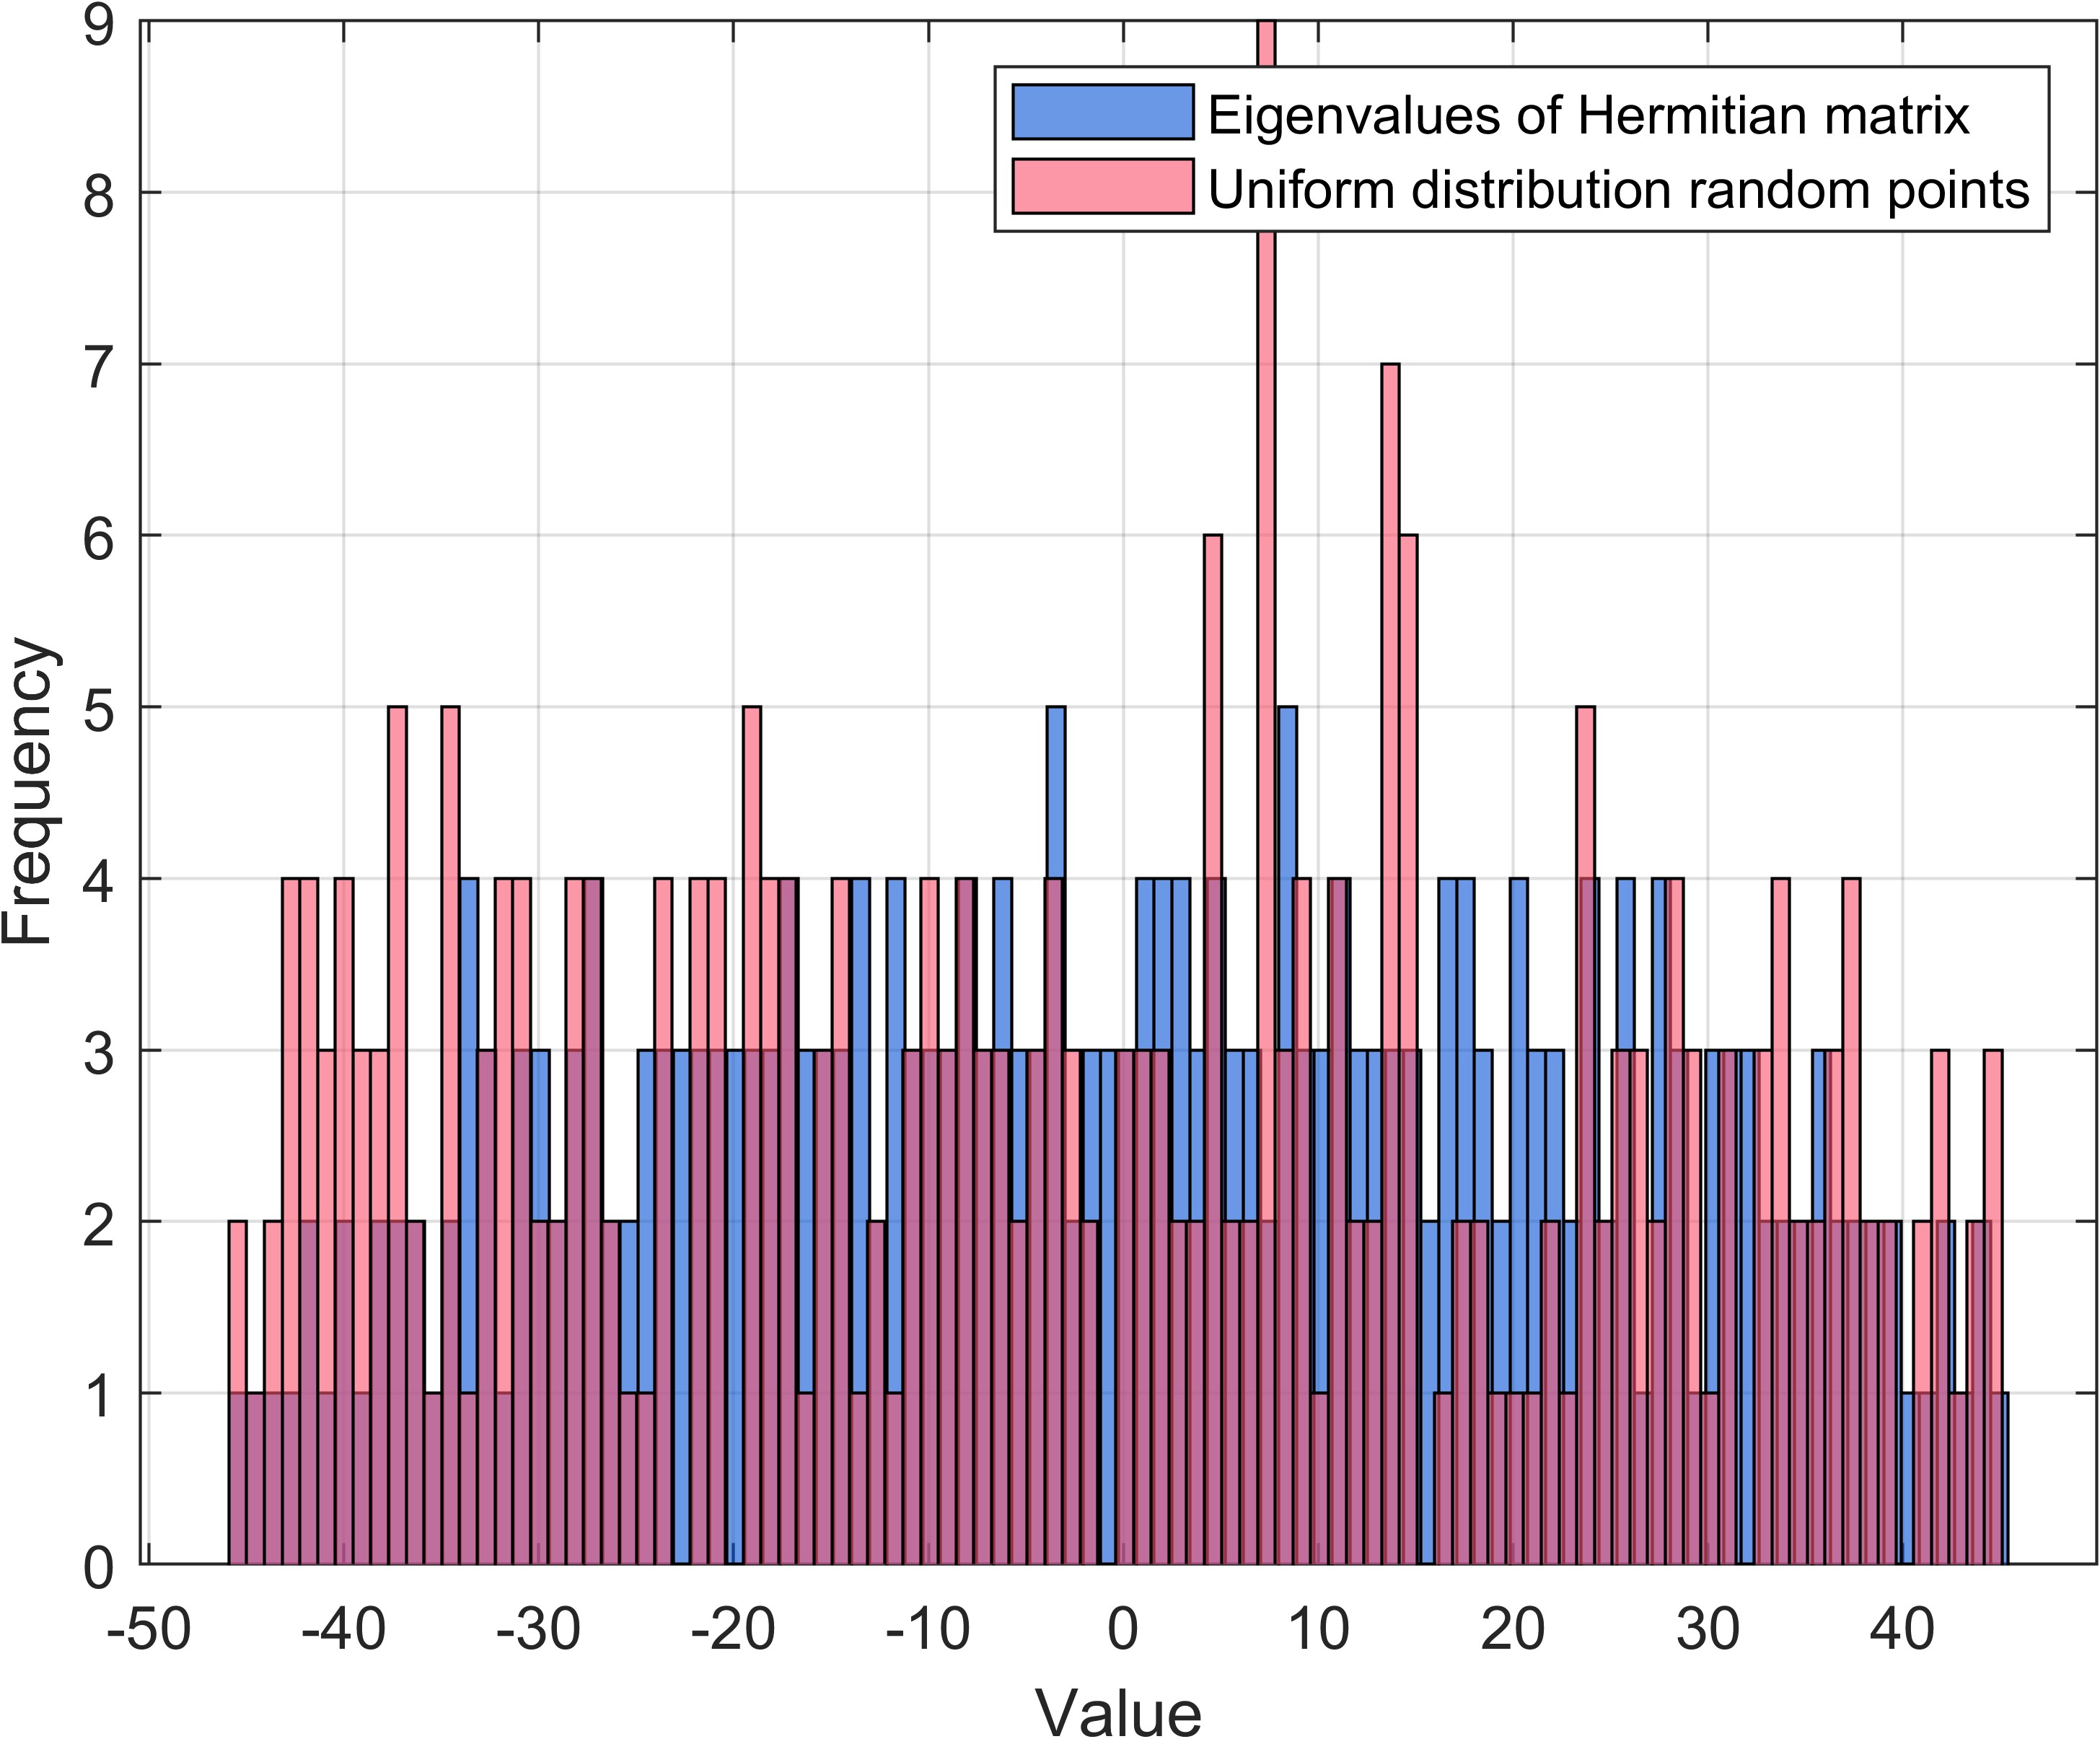 9
8
7
6
5
4
3
2
1
0
Frequency
Eigenvalues of Hermitian matrix
Uniform distribution random points
-50 -40 -30 -20 -10 0 10 20 30 40
Value